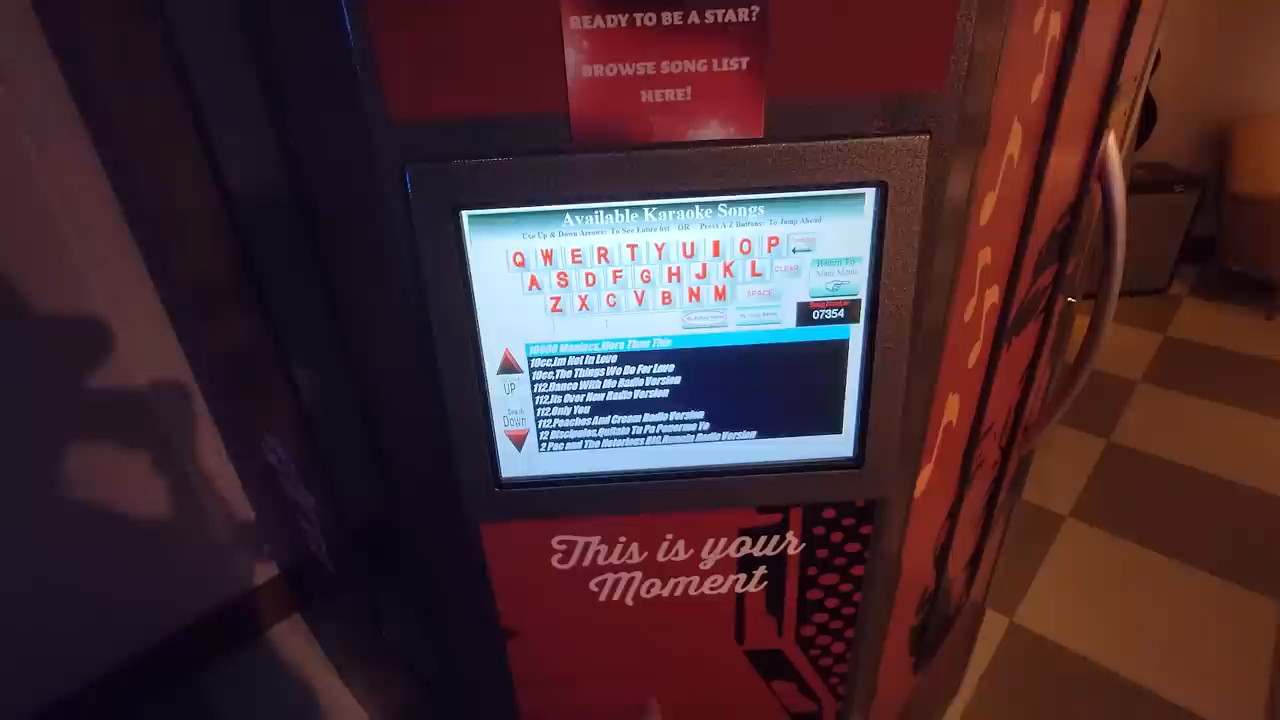 READY TO BE A STAR?
BROWSE SONG LIST
HERE!
Available Karaoke Songs
Use Up & Down Arrows: To See Entire list OR Press A-Z Buttons: To Jump Ahead
Q W E R T Y U I O P
A S D F G H J K L CLEAR
Return To
Main Menu
Z X C V B N M SPACE
Song Number
07354
10000 Maniacs,More Than This
10cc,Im Not In Love
10cc,The Things We Do For Love
112,Dance With Me Radio Version
112,Its Over Now Radio Version
112,Only You
112,Peaches And Cream Radio Version
12 Discipulos,Quitate Tu Pa Ponerme Yo
2 Pac and The Notorious BIG,Runnin Radio Version
UP
Search
Down
This is your
Moment